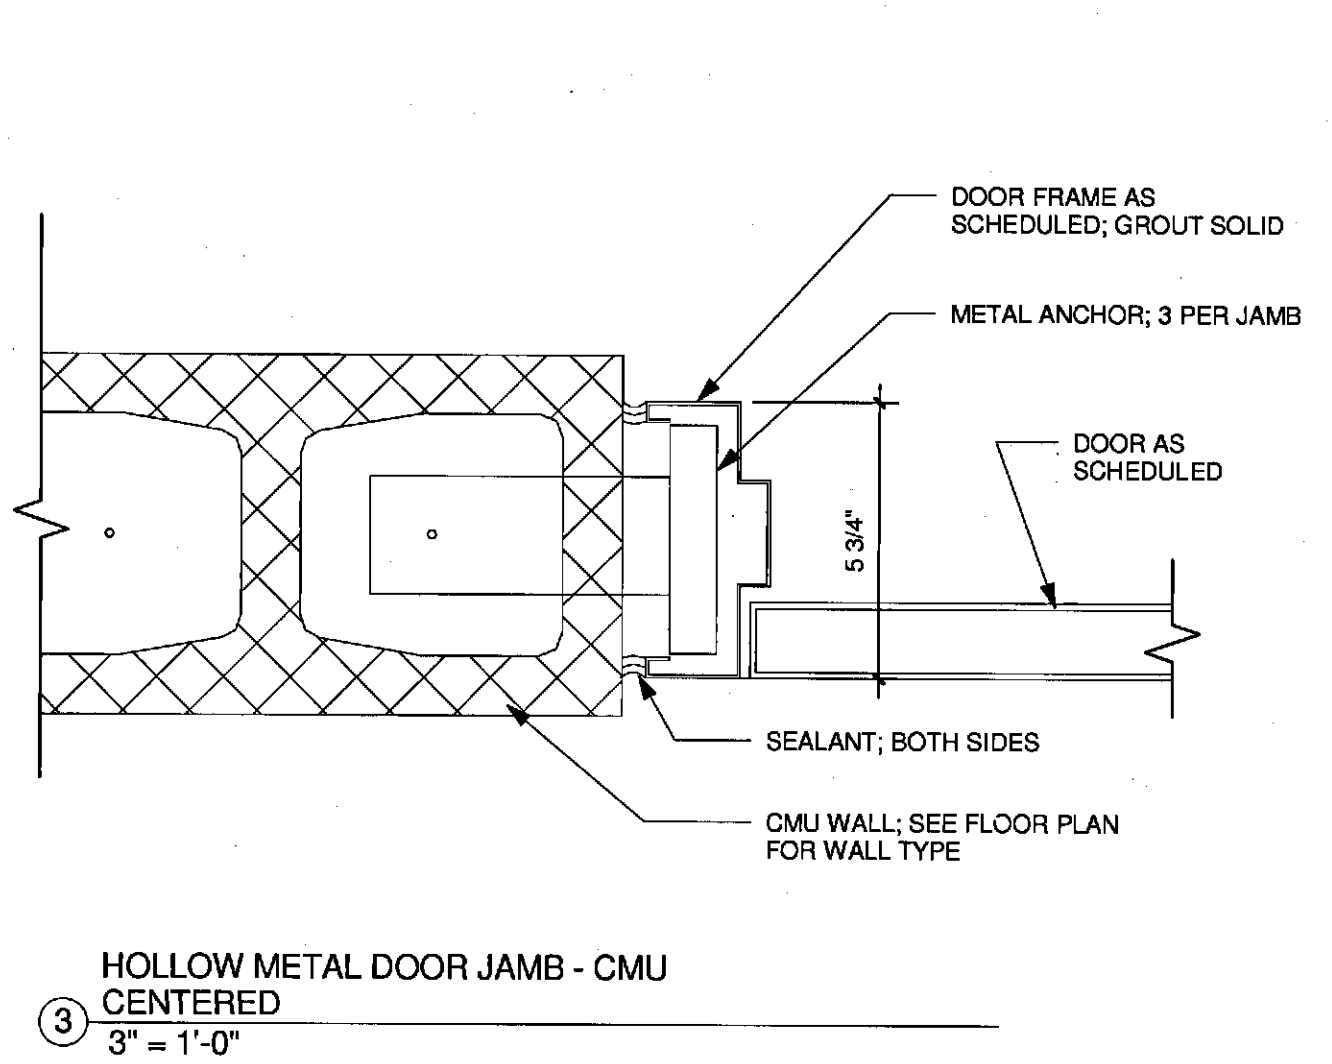 DOOR FRAME AS
SCHEDULED; GROUT SOLID
METAL ANCHOR; 3 PER JAMB
DOOR AS
SCHEDULED
5 3/4"
SEALANT; BOTH SIDES
CMU WALL; SEE FLOOR PLAN
FOR WALL TYPE
HOLLOW METAL DOOR JAMB - CMU
CENTERED
3
3" = 1'-0"